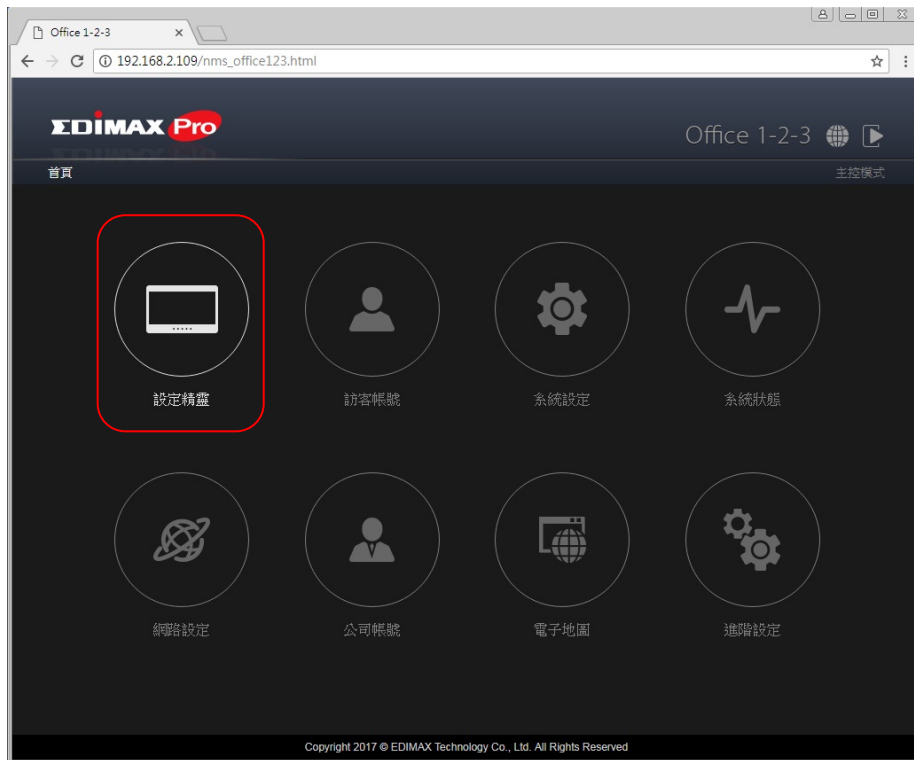 Office 1-2-3
192.168.2.109/nms_office123.html
EDIMAX Pro
Office 1-2-3
首頁
主控模式
設定精靈
訪客帳號
系統設定
系統狀態
網路設定
公司帳號
電子地圖
進階設定
Copyright 2017 © EDIMAX Technology Co., Ltd. All Rights Reserved